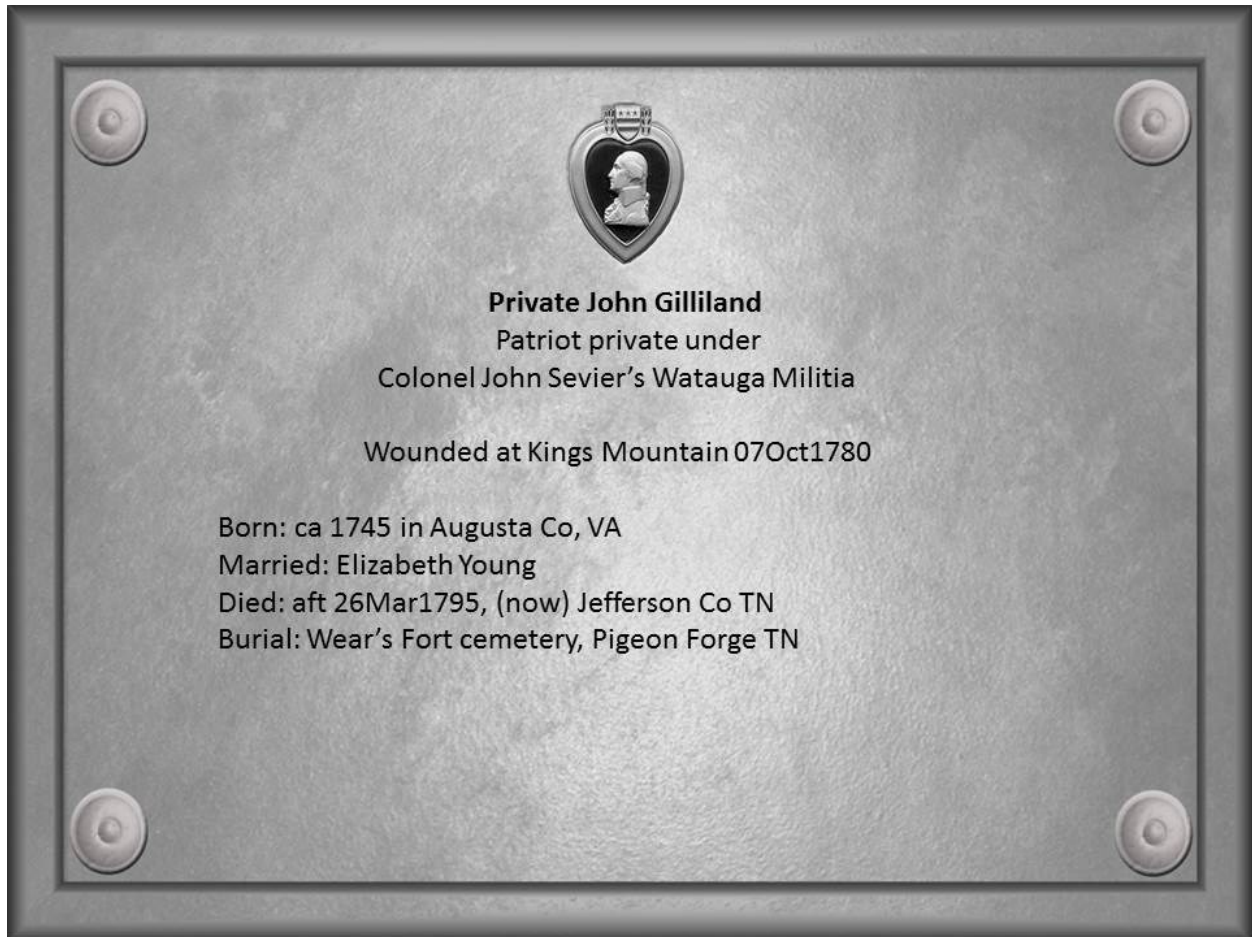 Private John Gilliland
Patriot private under
Colonel John Sevier’s Watauga Militia
Wounded at Kings Mountain 07Oct1780
Born: ca 1745 in Augusta Co, VA
Married: Elizabeth Young
Died: aft 26Mar1795, (now) Jefferson Co TN
Burial: Wear’s Fort cemetery, Pigeon Forge TN